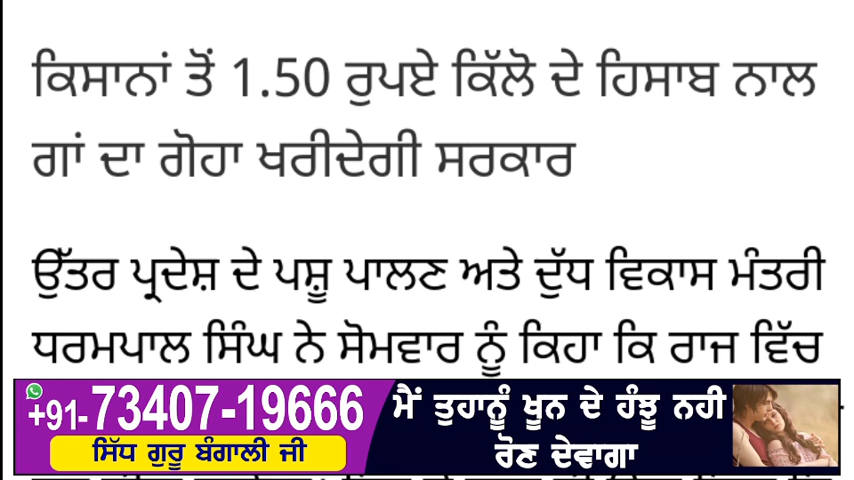 ਕਿਸਾਨਾਂ ਤੋਂ 1.50 ਰੁਪਏ ਕਿੱਲੋ ਦੇ ਹਿਸਾਬ ਨਾਲ
ਗਾਂ ਦਾ ਗੋਹਾ ਖਰੀਦੇਗੀ ਸਰਕਾਰ
ਉੱਤਰ ਪ੍ਰਦੇਸ਼ ਦੇ ਪਸ਼ੂ ਪਾਲਣ ਅਤੇ ਦੁੱਧ ਵਿਕਾਸ ਮੰਤਰੀ
ਧਰਮਪਾਲ ਸਿੰਘ ਨੇ ਸੋਮਵਾਰ ਨੂੰ ਕਿਹਾ ਕਿ ਰਾਜ ਵਿੱਚ
+91-73407-19666
ਸਿੱਧ ਗੁਰੂ ਬੰਗਾਲੀ ਜੀ
ਮੈਂ ਤੁਹਾਨੂੰ ਖੂਨ ਦੇ ਹੰਝੂ ਨਹੀ
ਰੋਣ ਦੇਵਾਗਾ